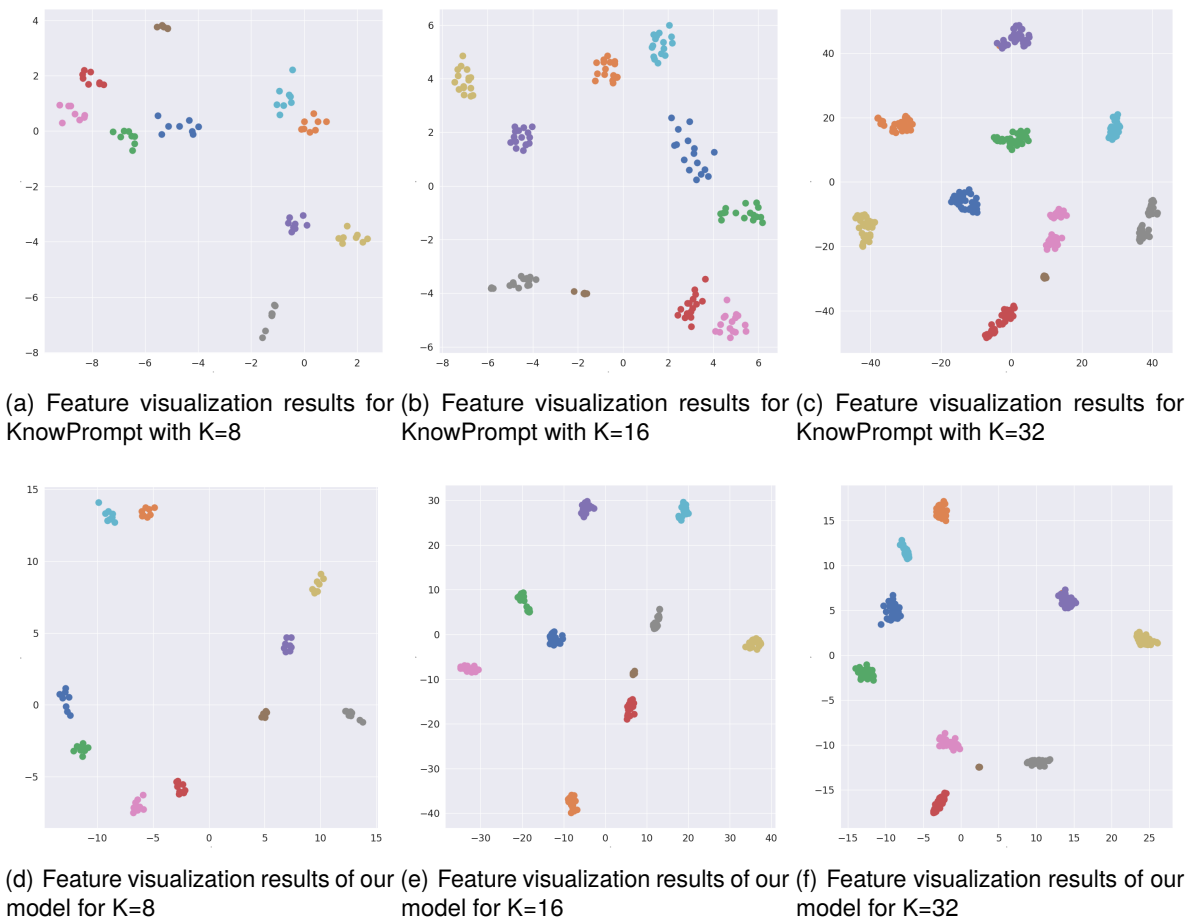 4
2
0
−2
−4
−6
−8
−8 −6 −4 −2 0 2
6
4
2
0
−2
−4
−6
−6 −4 −2 0 2 4 6
40
20
0
−20
−40
−40 −20 0 20 40
(a) Feature visualization results for
KnowPrompt with K=8
(b) Feature visualization results for
KnowPrompt with K=16
(c) Feature visualization results for
KnowPrompt with K=32
15
10
5
0
−5
−10 −5 0 5 10 15
30
20
10
0
−10
−20
−30
−40
−30 −20 −10 0 10 20 30 40
15
10
5
0
−5
−10
−15
−15 −10 −5 0 5 10 15 20 25
(d) Feature visualization results of our
model for K=8
(e) Feature visualization results of our
model for K=16
(f) Feature visualization results of our
model for K=32